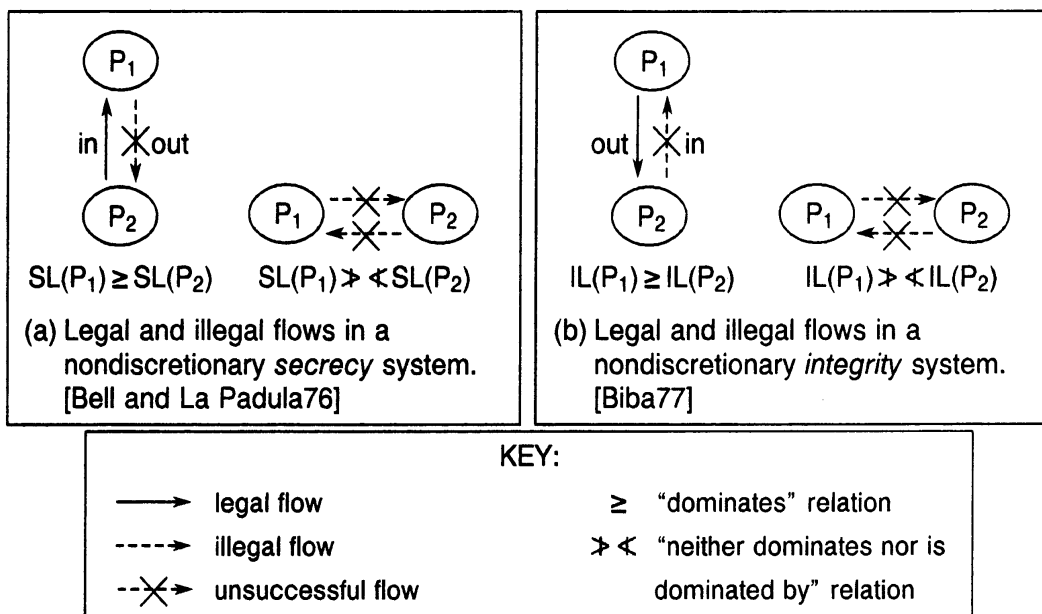 P₁
in
out
P₂
P₁
P₂
SL(P₁) ≥ SL(P₂)
SL(P₁) ≯ ≮ SL(P₂)
(a) Legal and illegal flows in a
nondiscretionary secrecy system.
[Bell and La Padula76]
P₁
out
in
P₂
P₁
P₂
IL(P₁) ≥ IL(P₂)
IL(P₁) ≯ ≮ IL(P₂)
(b) Legal and illegal flows in a
nondiscretionary integrity system.
[Biba77]
KEY:
legal flow
illegal flow
unsuccessful flow
≥ "dominates" relation
≯ ≮ "neither dominates nor is
dominated by" relation